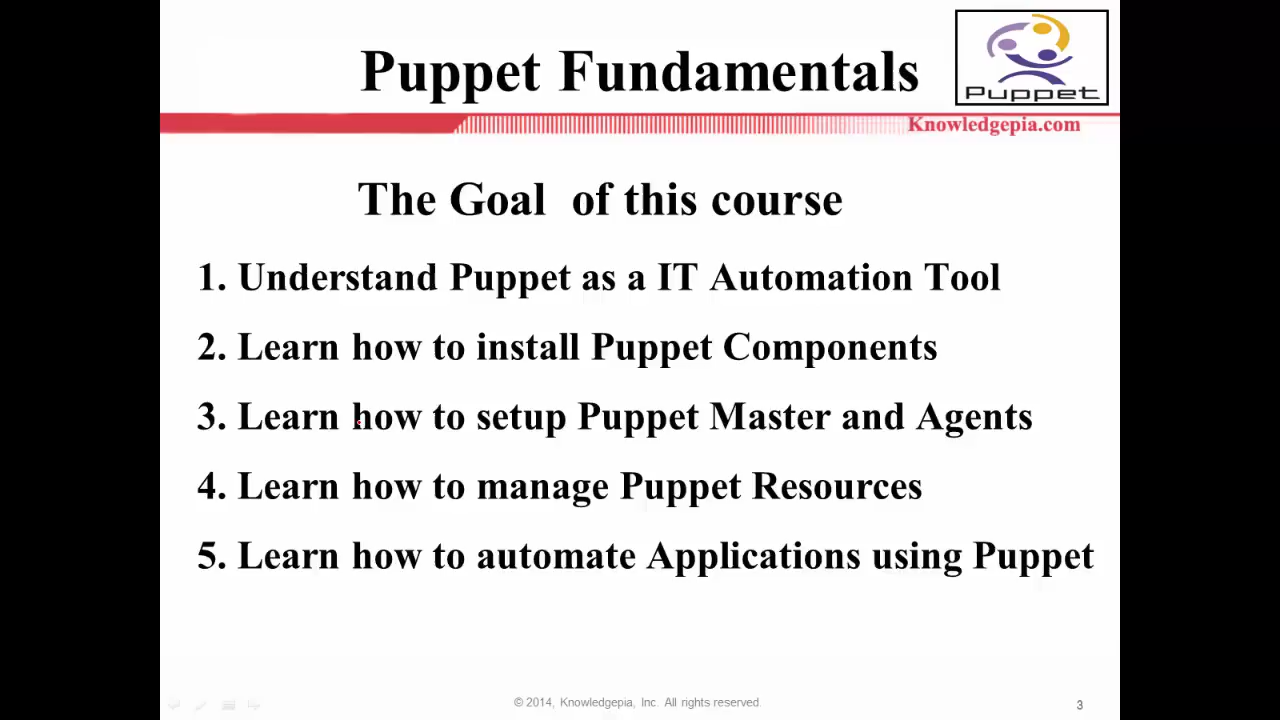 Puppet Fundamentals
Puppet
Knowledgepia.com
The Goal of this course
1. Understand Puppet as a IT Automation Tool
2. Learn how to install Puppet Components
3. Learn how to setup Puppet Master and Agents
4. Learn how to manage Puppet Resources
5. Learn how to automate Applications using Puppet
© 2014, Knowledgepia, Inc. All rights reserved.
3